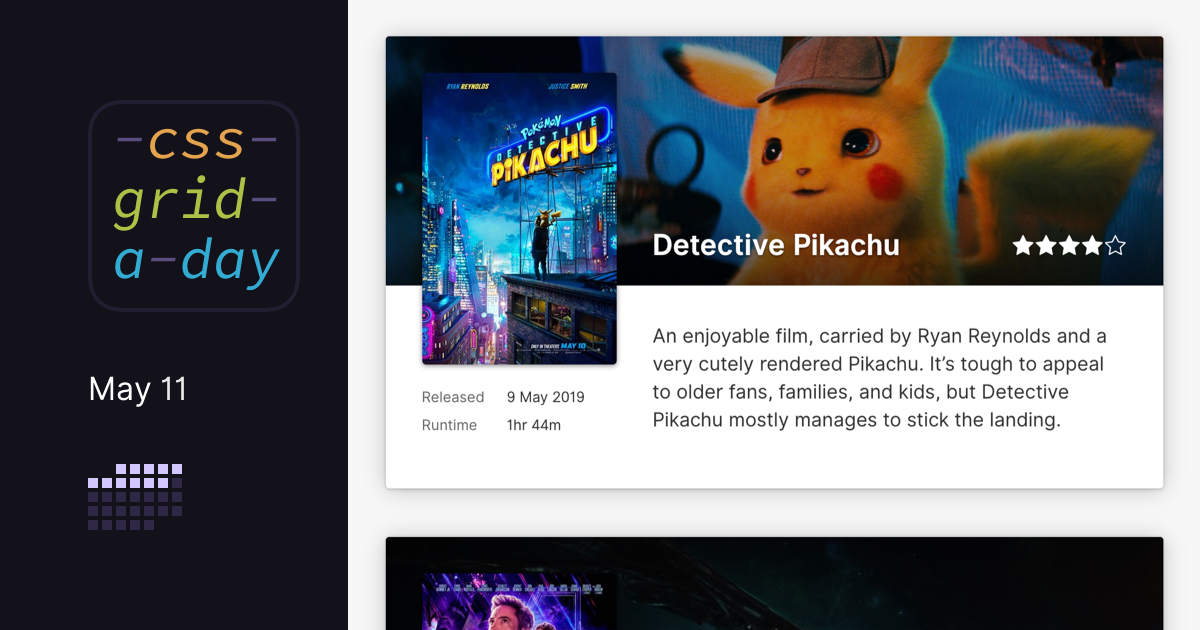 -css-
grid-
a-day
May 11
RYAN REYNOLDS
JUSTICE SMITH
POKéMON
DETECTIVE
PIKACHU
ONLY IN THEATERS MAY 10
Detective Pikachu
Released 9 May 2019
Runtime 1hr 44m
An enjoyable film, carried by Ryan Reynolds and a
very cutely rendered Pikachu. It’s tough to appeal
to older fans, families, and kids, but Detective
Pikachu mostly manages to stick the landing.